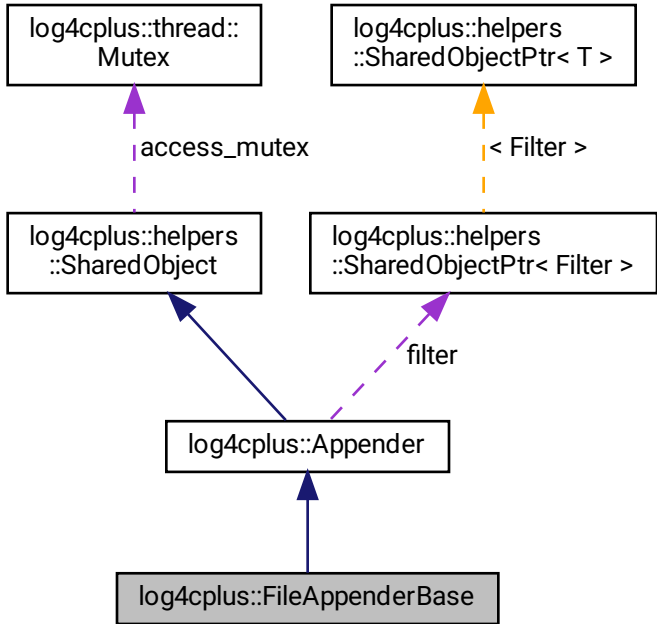 log4cplus::thread::
Mutex
log4cplus::helpers
::SharedObjectPtr< T >
access_mutex
< Filter >
log4cplus::helpers
::SharedObject
log4cplus::helpers
::SharedObjectPtr< Filter >
filter
log4cplus::Appender
log4cplus::FileAppenderBase